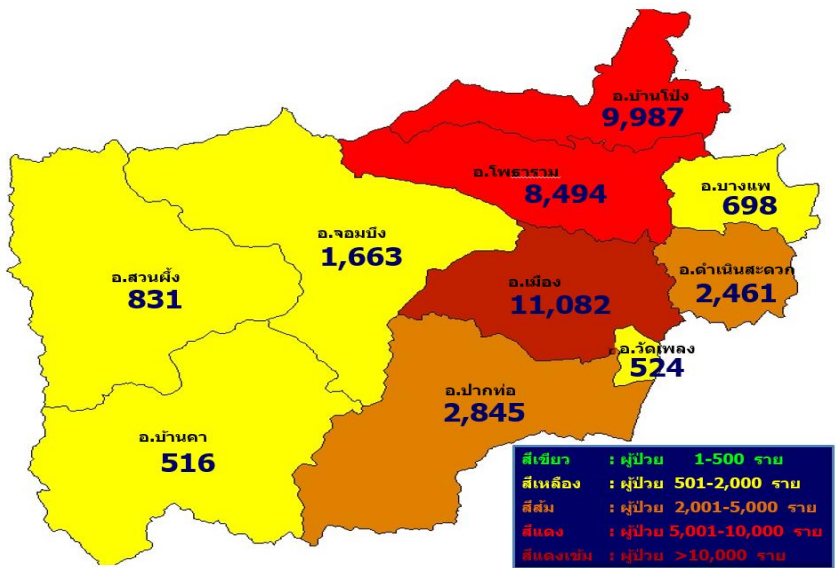 อ.บ้านโป่ง
9,987
อ.โพธาราม
8,494
อ.บางแพ
698
อ.จอมบึง
1,663
อ.สวนผึ้ง
831
อ.เมือง
11,082
อ.ดำเนินสะดวก
2,461
อ.วัดเพลง
524
อ.ปากท่อ
2,845
อ.บ้านคา
516
สีเขียว : ผู้ป่วย 1-500 ราย
สีเหลือง : ผู้ป่วย 501-2,000 ราย
สีส้ม : ผู้ป่วย 2,001-5,000 ราย
สีแดง : ผู้ป่วย 5,001-10,000 ราย
สีแดงเข้ม : ผู้ป่วย >10,000 ราย